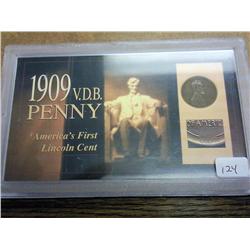 1909 V.D.B.
PENNY
America's First
Lincoln Cent
124